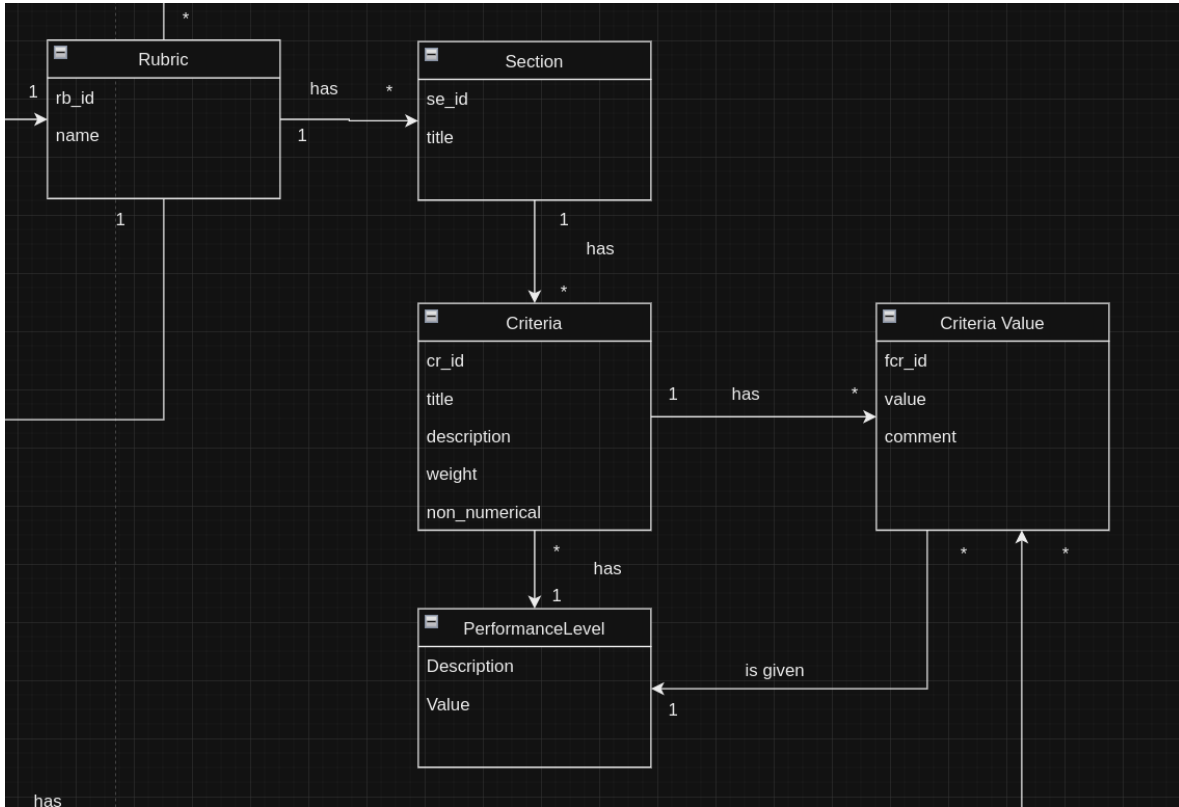 *
Rubric
1
rb_id
name
has
*
1
Section
se_id
title
1
1
has
*
Criteria
cr_id
title
description
weight
non_numerical
1
has
*
Criteria Value
fcr_id
value
comment
*
has
1
*
*
PerformanceLevel
Description
Value
is given
1
has